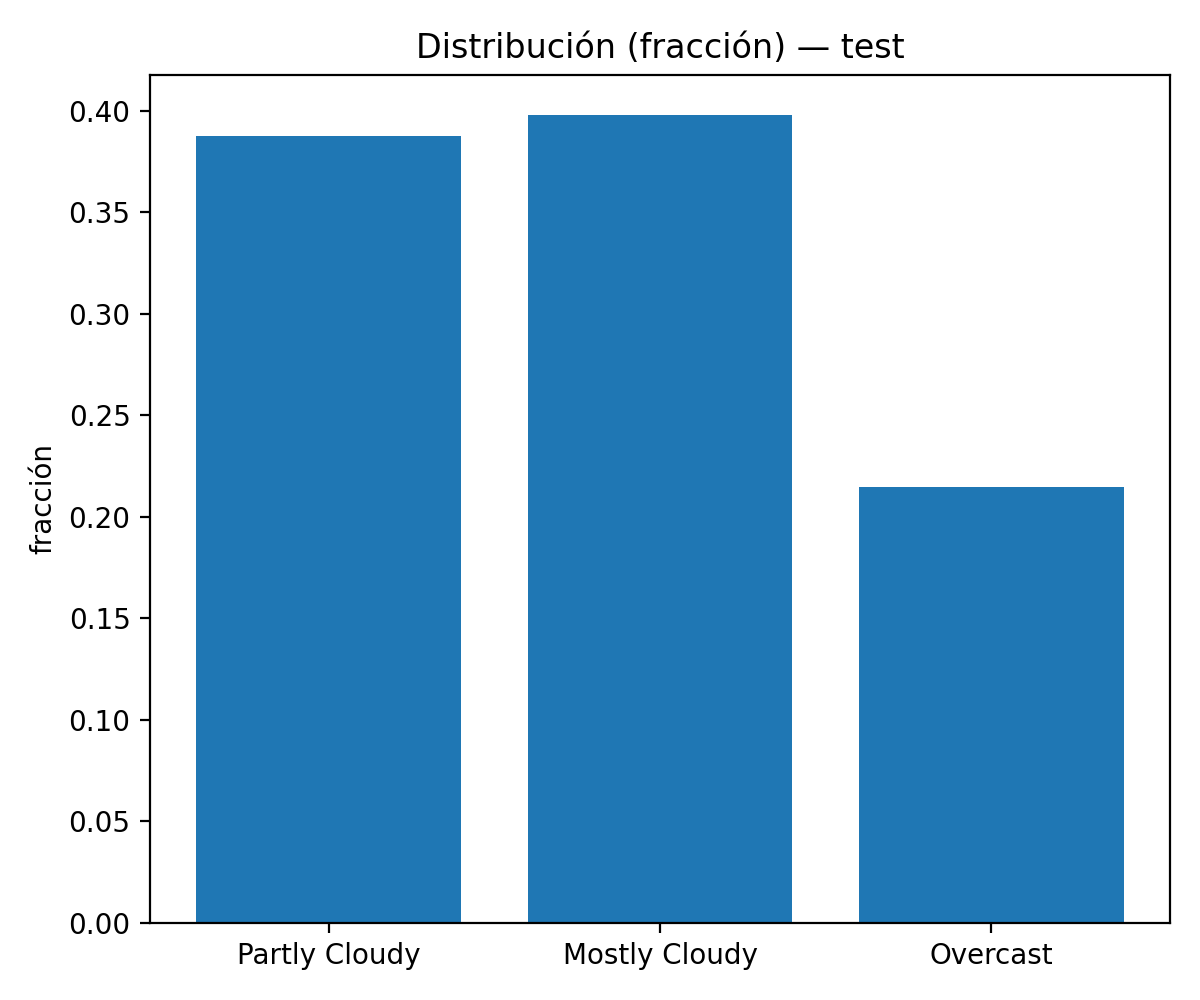 Distribución (fracción) — test
fracción
0.40
0.35
0.30
0.25
0.20
0.15
0.10
0.05
0.00
Partly Cloudy
Mostly Cloudy
Overcast